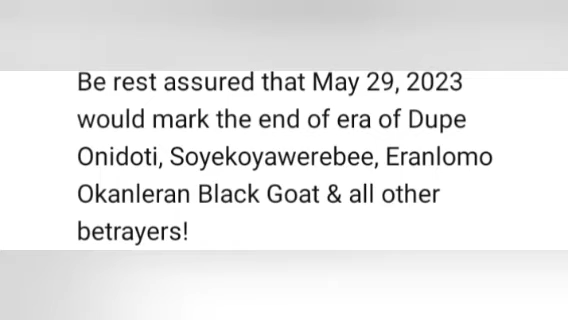 Be rest assured that May 29, 2023
would mark the end of era of Dupe
Onidoti, Soyekoyawerebee, Eranlomo
Okanleran Black Goat & all other
betrayers!